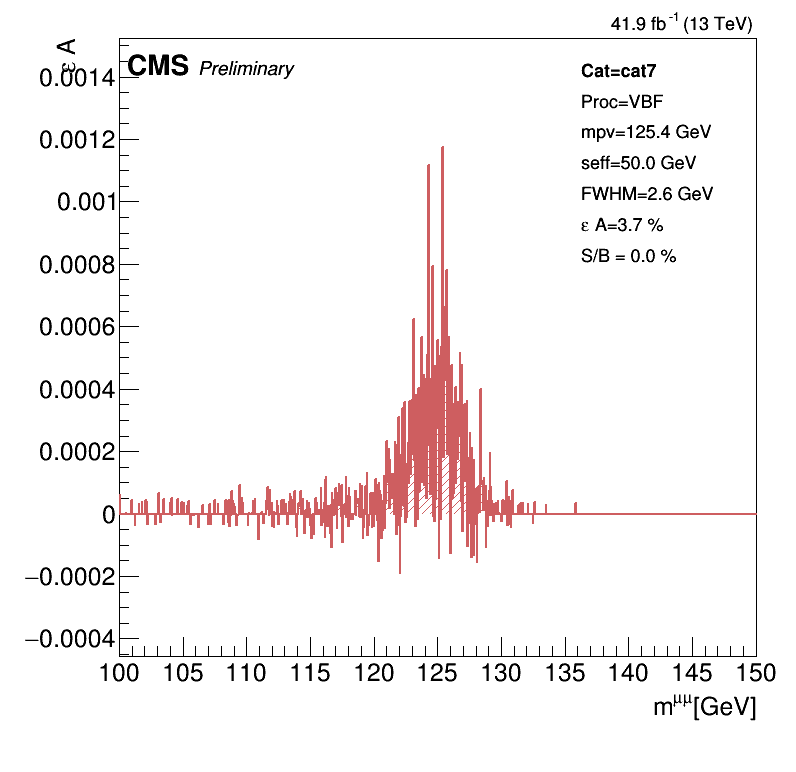 41.9 fb⁻¹ (13 TeV)
ε A
CMS Preliminary
Cat=cat7
Proc=VBF
mpv=125.4 GeV
seff=50.0 GeV
FWHM=2.6 GeV
ε A=3.7 %
S/B = 0.0 %
0.0014
0.0012
0.001
0.0008
0.0006
0.0004
0.0002
0
−0.0002
−0.0004
100 105 110 115 120 125 130 135 140 145 150
m^μμ[GeV]